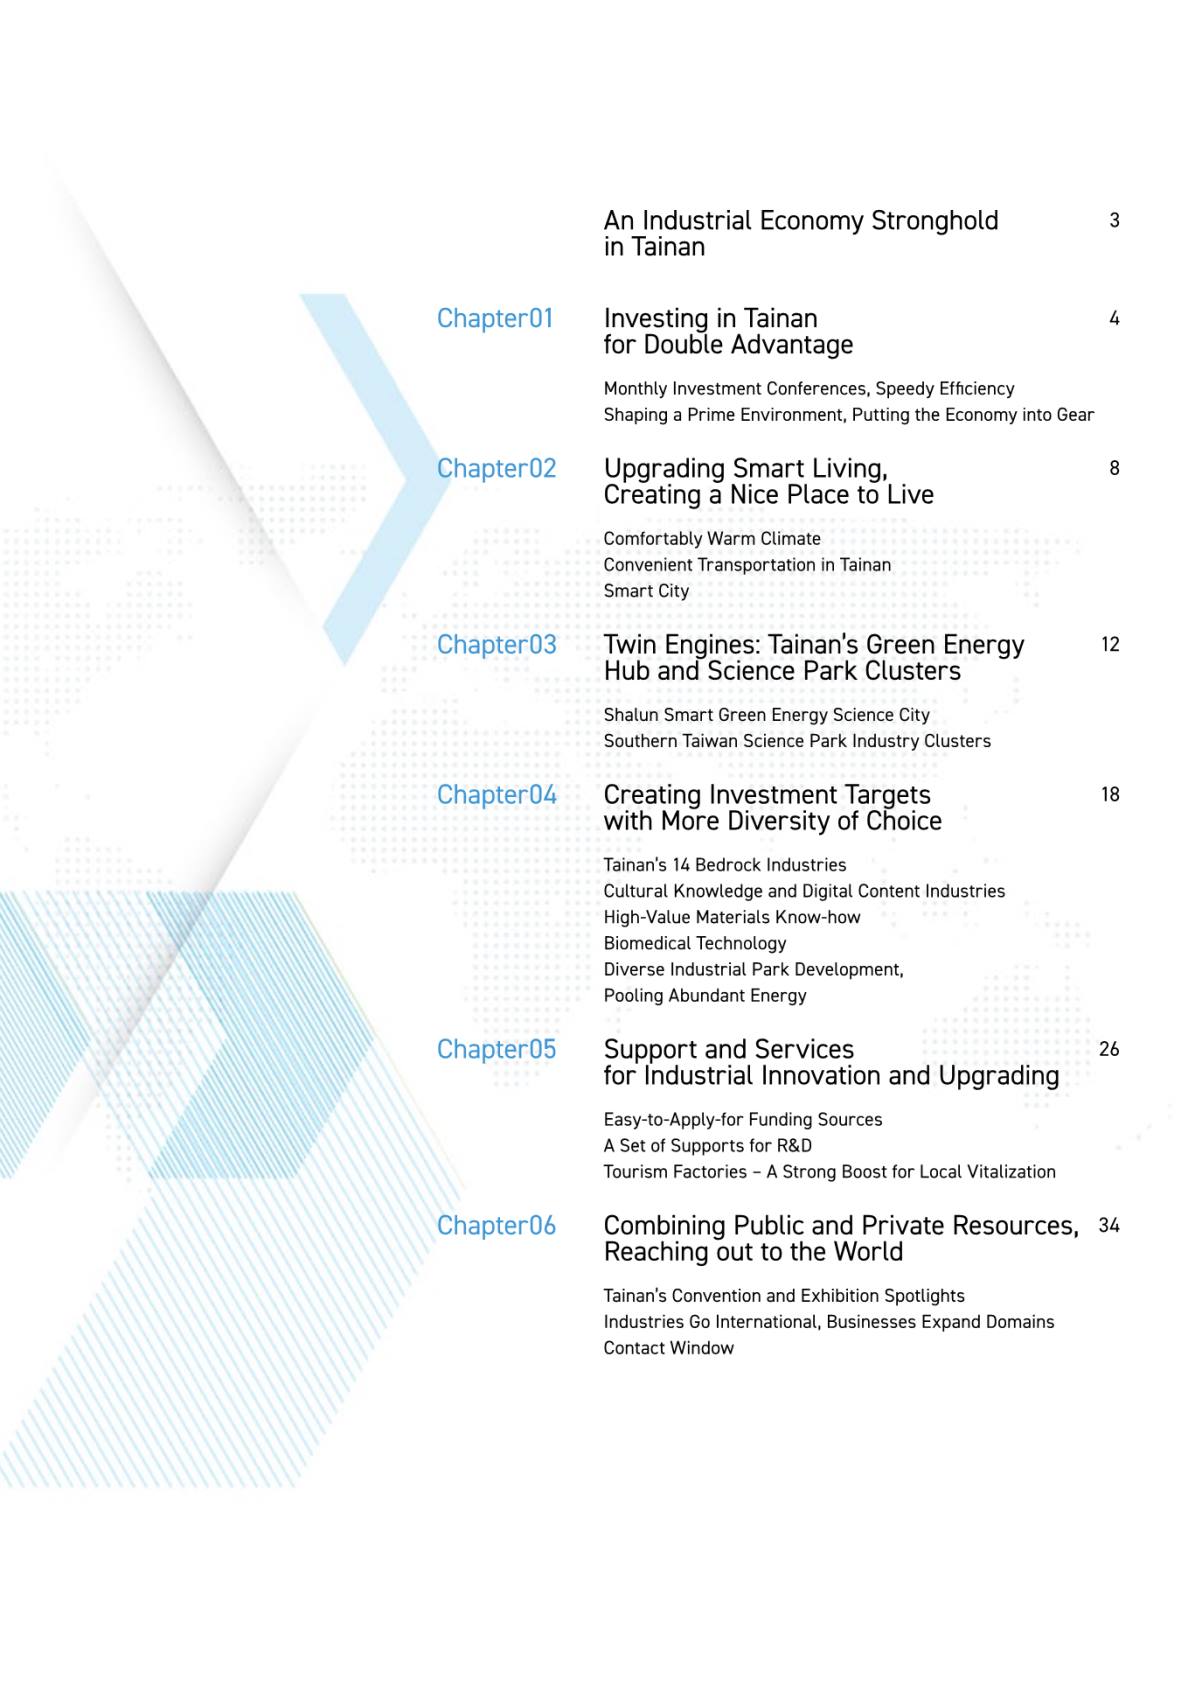 An Industrial Economy Stronghold 3
in Tainan
Chapter01 Investing in Tainan 4
for Double Advantage
Monthly Investment Conferences, Speedy Efficiency
Shaping a Prime Environment, Putting the Economy into Gear
Chapter02 Upgrading Smart Living, 8
Creating a Nice Place to Live
Comfortably Warm Climate
Convenient Transportation in Tainan
Smart City
Chapter03 Twin Engines: Tainan's Green Energy 12
Hub and Science Park Clusters
Shalun Smart Green Energy Science City
Southern Taiwan Science Park Industry Clusters
Chapter04 Creating Investment Targets 18
with More Diversity of Choice
Tainan's 14 Bedrock Industries
Cultural Knowledge and Digital Content Industries
High-Value Materials Know-how
Biomedical Technology
Diverse Industrial Park Development,
Pooling Abundant Energy
Chapter05 Support and Services 26
for Industrial Innovation and Upgrading
Easy-to-Apply-for Funding Sources
A Set of Supports for R&D
Tourism Factories – A Strong Boost for Local Vitalization
Chapter06 Combining Public and Private Resources, 34
Reaching out to the World
Tainan's Convention and Exhibition Spotlights
Industries Go International, Businesses Expand Domains
Contact Window